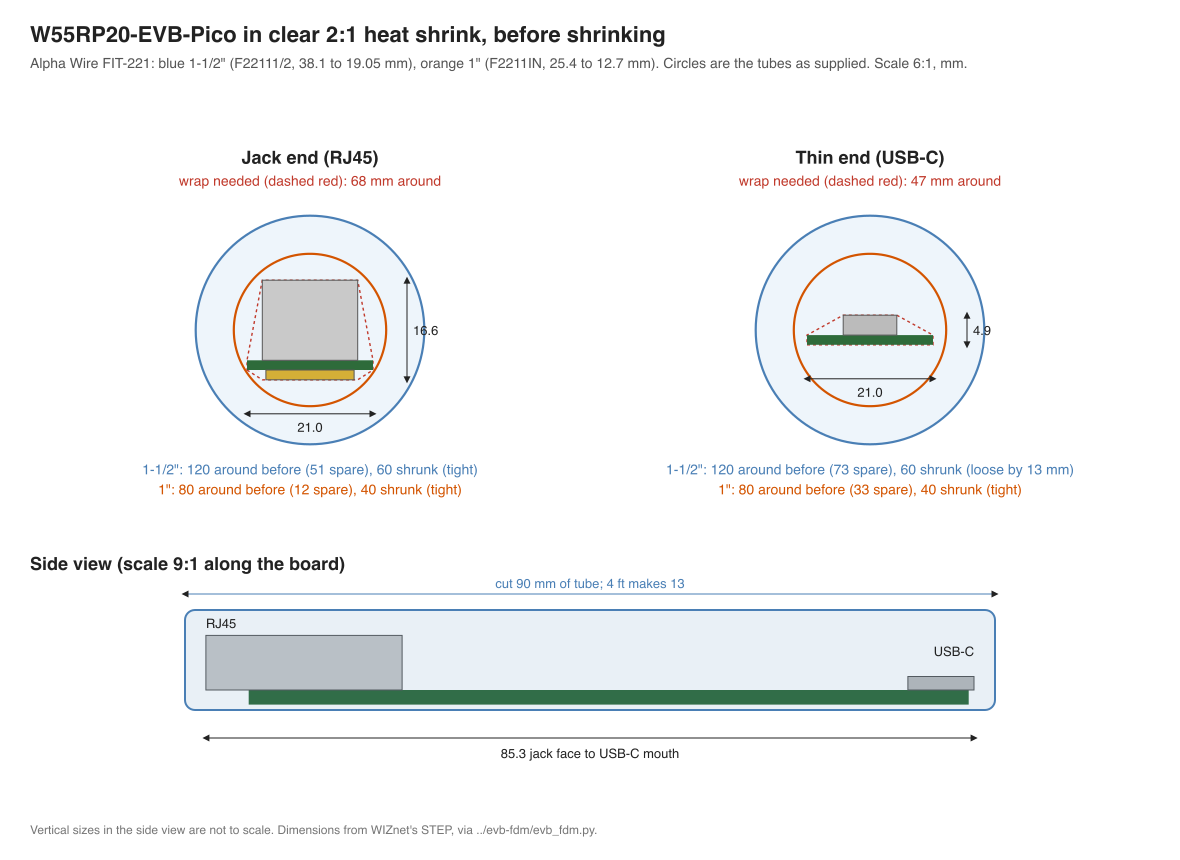 W55RP20-EVB-Pico in clear 2:1 heat shrink, before shrinking
Alpha Wire FIT-221: blue 1-1/2" (F22111/2, 38.1 to 19.05 mm), orange 1" (F2211IN, 25.4 to 12.7 mm). Circles are the tubes as supplied. Scale 6:1, mm.
Jack end (RJ45)
wrap needed (dashed red): 68 mm around
16.6
21.0
1-1/2": 120 around before (51 spare), 60 shrunk (tight)
1": 80 around before (12 spare), 40 shrunk (tight)
Thin end (USB-C)
wrap needed (dashed red): 47 mm around
4.9
21.0
1-1/2": 120 around before (73 spare), 60 shrunk (loose by 13 mm)
1": 80 around before (33 spare), 40 shrunk (tight)
Side view (scale 9:1 along the board)
cut 90 mm of tube; 4 ft makes 13
RJ45
USB-C
85.3 jack face to USB-C mouth
Vertical sizes in the side view are not to scale. Dimensions from WIZnet's STEP, via ../evb-fdm/evb_fdm.py.